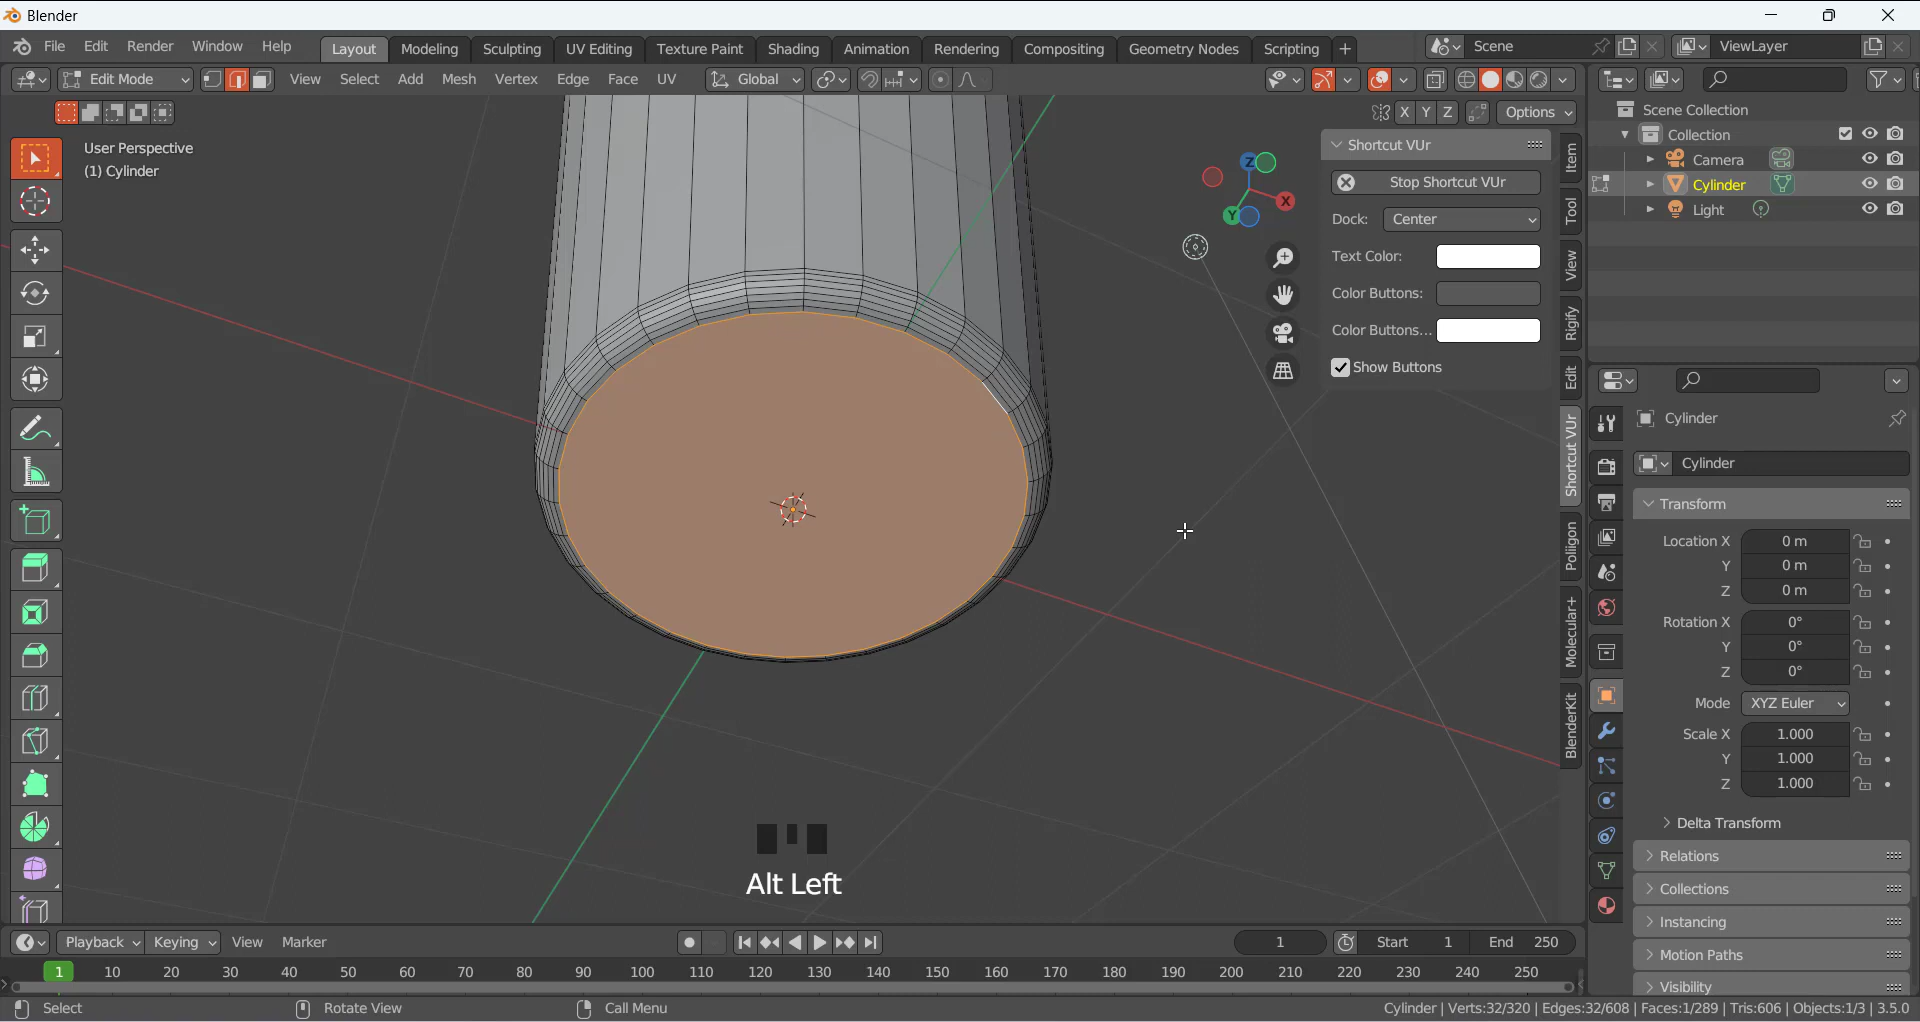 Blender
File Edit Render Window Help Layout Modeling Sculpting UV Editing Texture Paint Shading Animation Rendering Compositing Geometry Nodes Scripting + Scene ViewLayer
Edit Mode View Select Add Mesh Vertex Edge Face UV Global
X Y Z Options
User Perspective
(1) Cylinder
Z
X
Y
Shortcut VUr
Stop Shortcut VUr
Dock: Center
Text Color:
Color Buttons:
Color Buttons...
Show Buttons
Item
Tool
View
Rigify
Edit
Shortcut VUr
Poliigon
Molecular+
BlenderKit
Alt Left
Scene Collection
Collection
Camera
Cylinder
Light
Cylinder
Cylinder
Transform
Location X 0 m
Y 0 m
Z 0 m
Rotation X 0°
Y 0°
Z 0°
Mode XYZ Euler
Scale X 1.000
Y 1.000
Z 1.000
Delta Transform
Relations
Collections
Instancing
Motion Paths
Visibility
Playback Keying View Marker 1 Start 1 End 250
1 10 20 30 40 50 60 70 80 90 100 110 120 130 140 150 160 170 180 190 200 210 220 230 240 250
Select Rotate View Call Menu Cylinder | Verts:32/320 | Edges:32/608 | Faces:1/289 | Tris:606 | Objects:1/3 | 3.5.0